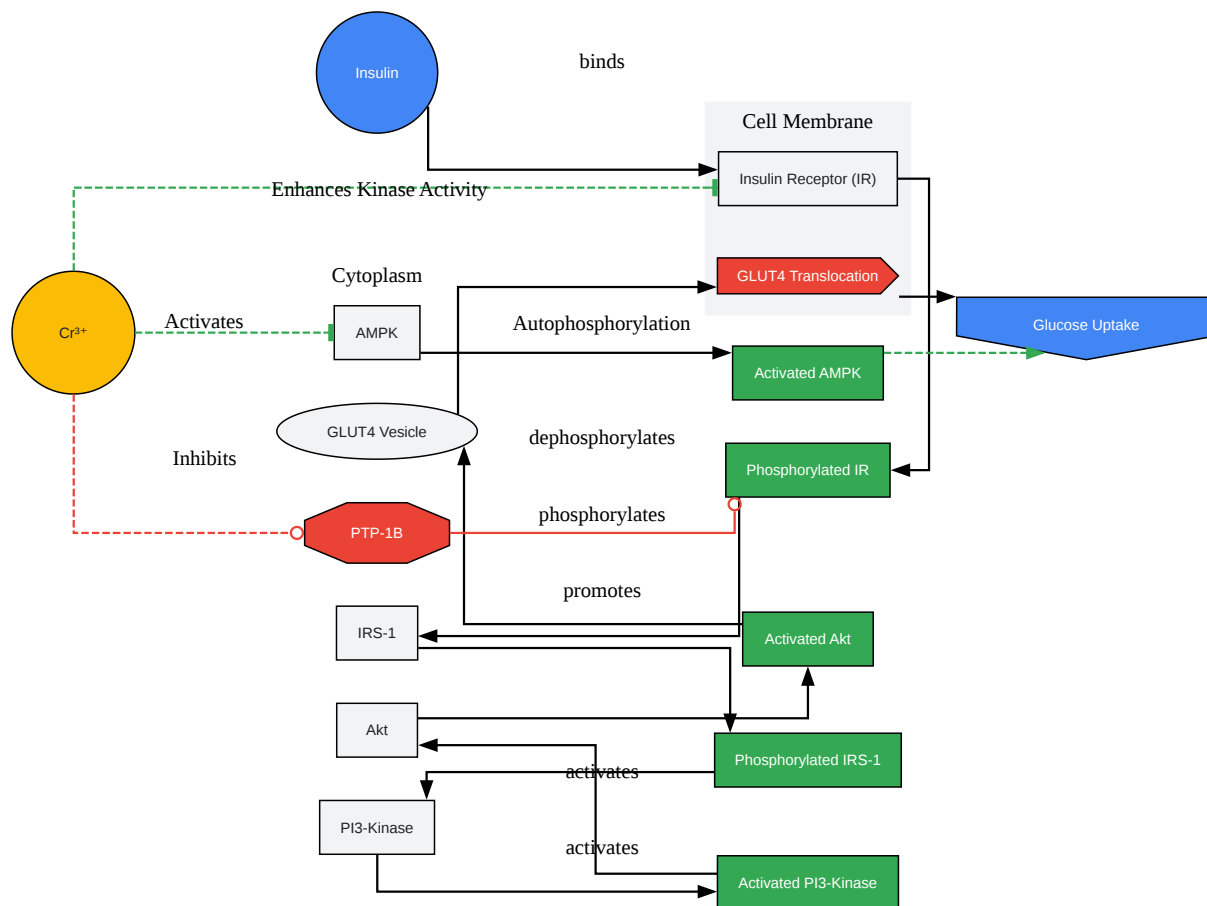 Insulin
binds
Cell Membrane
Insulin Receptor (IR)
Enhances Kinase Activity
Cytoplasm
GLUT4 Translocation
Cr³⁺
Activates
AMPK
Autophosphorylation
Glucose Uptake
Activated AMPK
GLUT4 Vesicle
dephosphorylates
Inhibits
Phosphorylated IR
PTP-1B
phosphorylates
promotes
IRS-1
Activated Akt
Akt
Phosphorylated IRS-1
activates
PI3-Kinase
activates
Activated PI3-Kinase